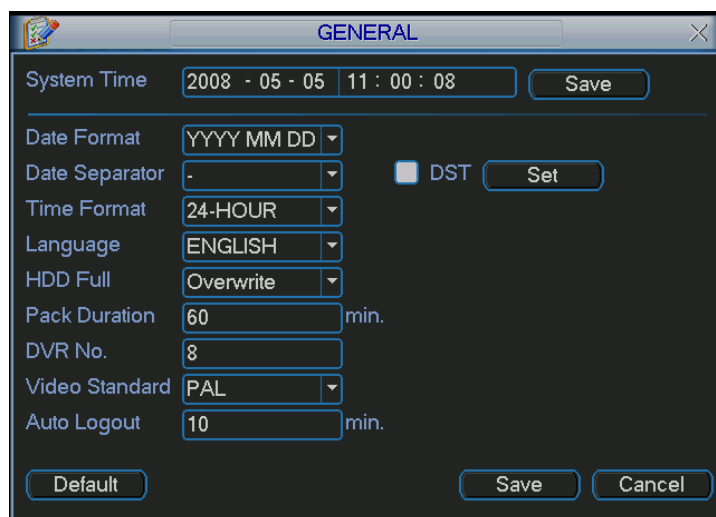 GENERAL
System Time 2008 - 05 - 05 11 : 00 : 08 Save
Date Format YYYY MM DD
Date Separator - DST Set
Time Format 24-HOUR
Language ENGLISH
HDD Full Overwrite
Pack Duration 60 min.
DVR No. 8
Video Standard PAL
Auto Logout 10 min.
Default Save Cancel